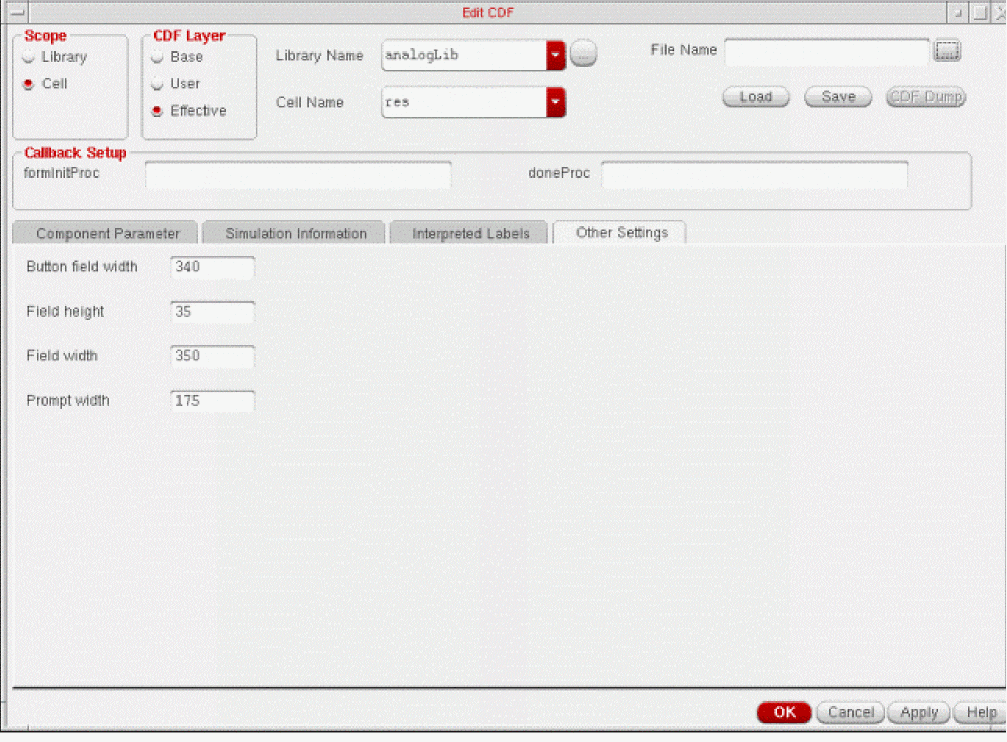 Edit CDF
Scope
Library
Cell
CDF Layer
Base
User
Effective
Library Name
analogLib
...
Cell Name
res
File Name
...
Load
Save
CDF Dump
Callback Setup
formInitProc
doneProc
Component Parameter
Simulation Information
Interpreted Labels
Other Settings
Button field width
340
Field height
35
Field width
350
Prompt width
175
OK
Cancel
Apply
Help